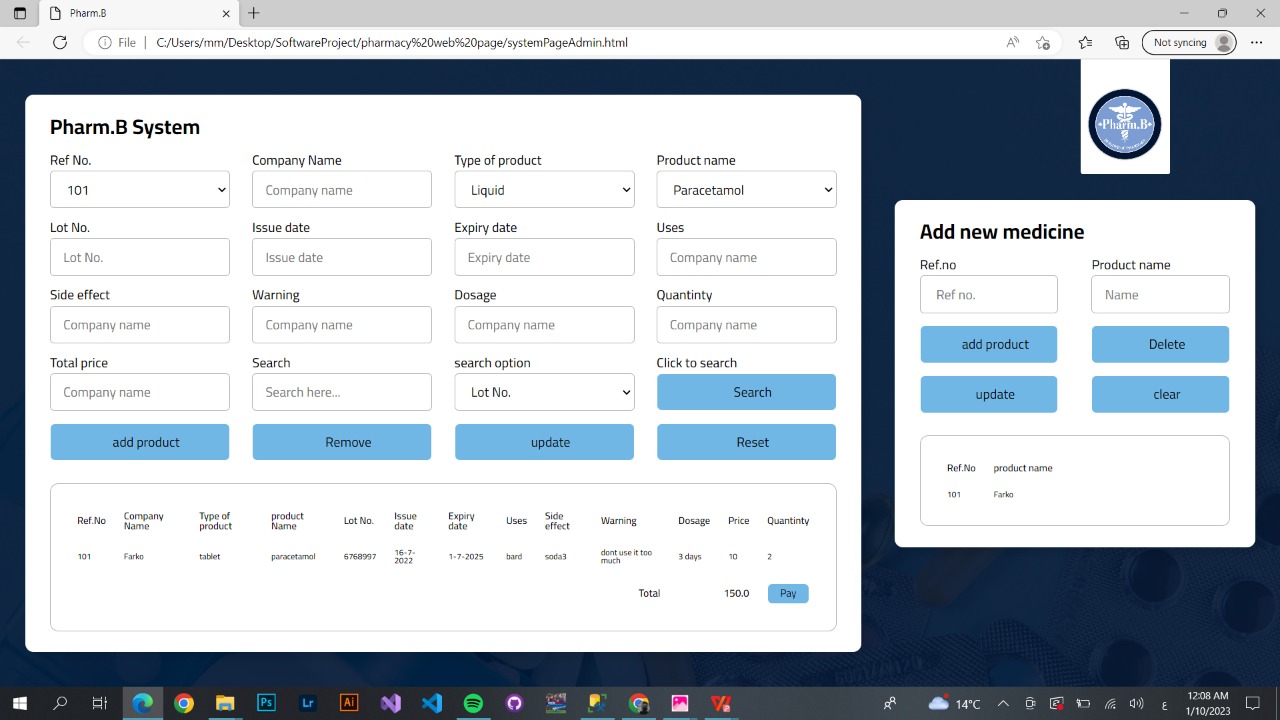 Pharm.B
File
C:/Users/mm/Desktop/SoftwareProject/pharmacy%20web%20page/systemPageAdmin.html
Not syncing
Pharm.B
Pharm.B System
Ref No. Company Name Type of product Product name
101 Company name Liquid Paracetamol
Lot No. Issue date Expiry date Uses
Lot No. Issue date Expiry date Company name
Side effect Warning Dosage Quantinty
Company name Company name Company name Company name
Total price Search search option Click to search
Company name Search here... Lot No. Search
add product Remove update Reset
Ref.No Company Name Type of product product Name Lot No. Issue date Expiry date Uses Side effect Warning Dosage Price Quantinty
101 Farko tablet paracetamol 6768997 16-7-2022 1-7-2025 bard soda3 dont use it too much 3 days 10 2
Total 150.0 Pay
Add new medicine
Ref.no Product name
Ref no. Name
add product Delete
update clear
Ref.No product name
101 Farko
Ps
Lr
Ai
14°C
ع
12:08 AM
1/10/2023